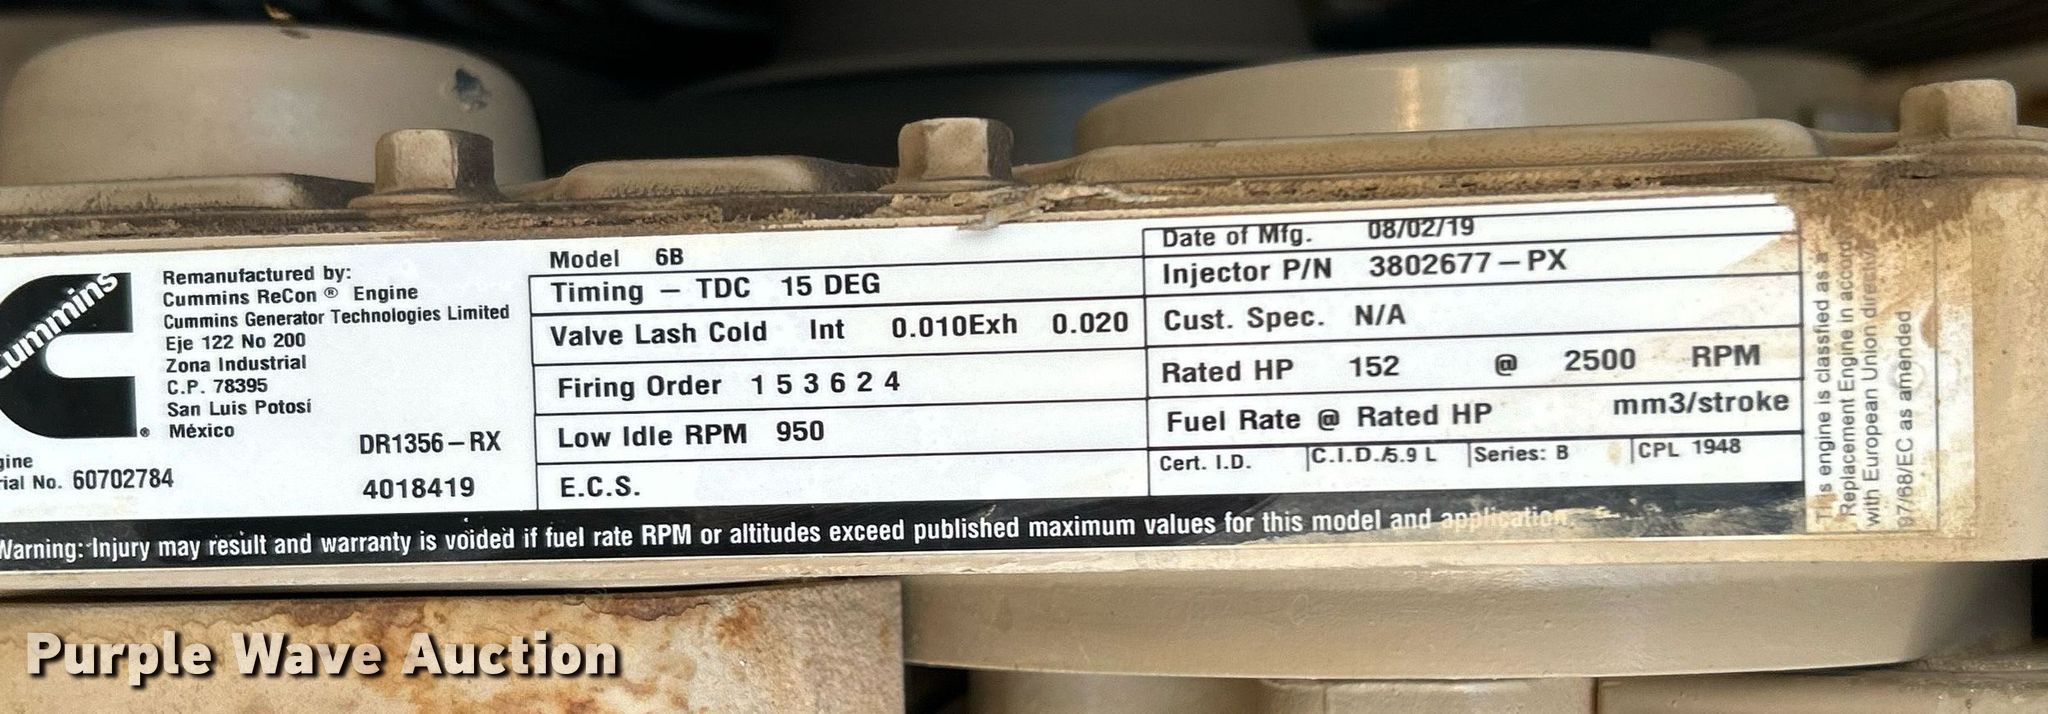 Cummins
Remanufactured by:
Cummins ReCon ® Engine
Cummins Generator Technologies Limited
Eje 122 No 200
Zona Industrial
C.P. 78395
San Luis Potosí
México
DR1356-RX
gine
ial No. 60702784
4018419
Model 6B
Timing - TDC 15 DEG
Valve Lash Cold Int 0.010Exh 0.020
Firing Order 1 5 3 6 2 4
Low Idle RPM 950
E.C.S.
Date of Mfg. 08/02/19
Injector P/N 3802677-PX
Cust. Spec. N/A
Rated HP 152 @ 2500 RPM
Fuel Rate @ Rated HP mm3/stroke
Cert. I.D. C.I.D./5.9 L Series: B CPL 1948
This engine is classified as a
Replacement Engine in accord
with European Union directiv
97/68/EC as amended
Warning: Injury may result and warranty is voided if fuel rate RPM or altitudes exceed published maximum values for this model and application.
Purple Wave Auction